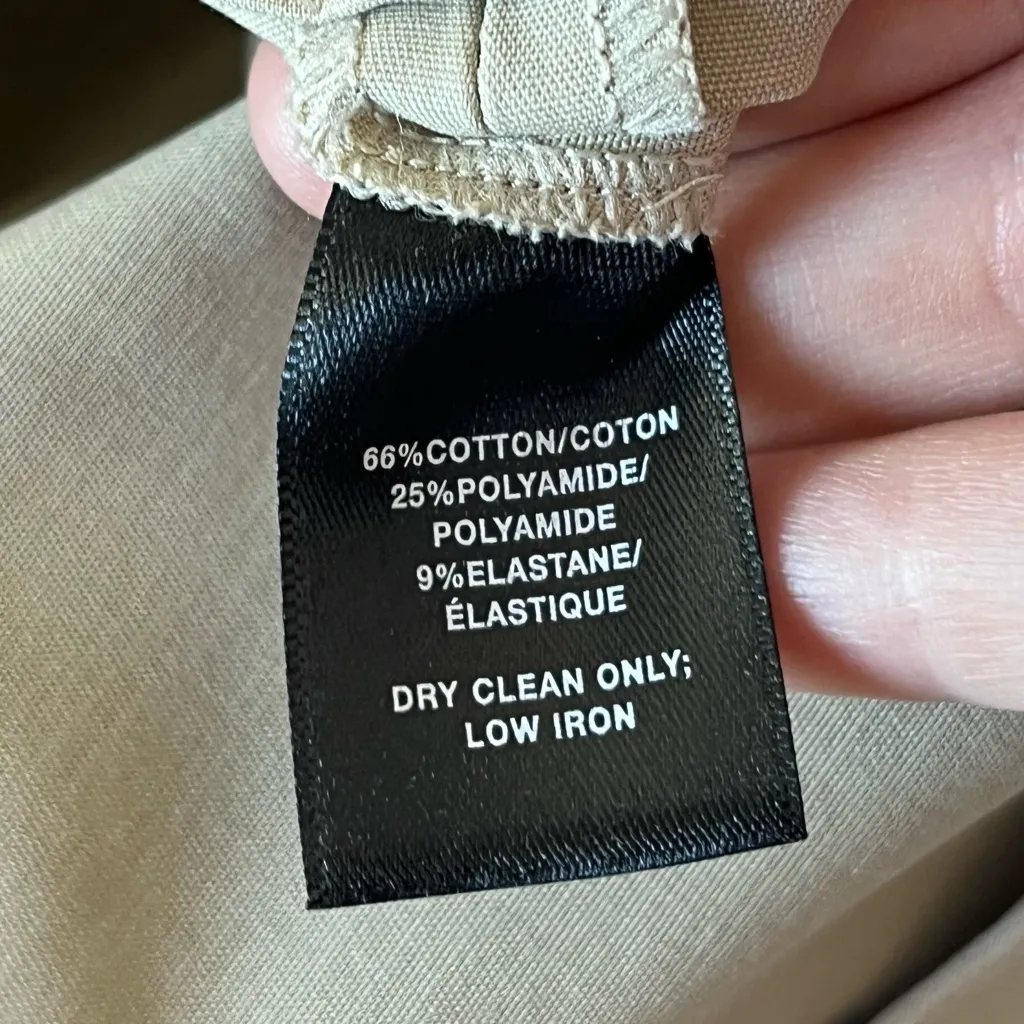 66%COTTON/COTON
25%POLYAMIDE/
POLYAMIDE
9%ELASTANE/
ÉLASTIQUE
DRY CLEAN ONLY;
LOW IRON